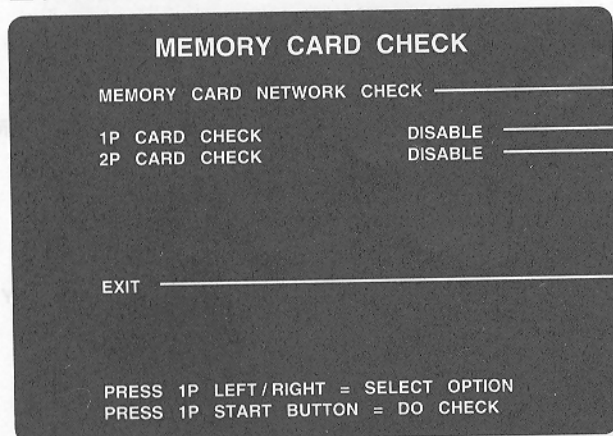 MEMORY CARD CHECK
MEMORY CARD NETWORK CHECK
1P CARD CHECK DISABLE
2P CARD CHECK DISABLE
EXIT
PRESS 1P LEFT / RIGHT = SELECT OPTION
PRESS 1P START BUTTON = DO CHECK